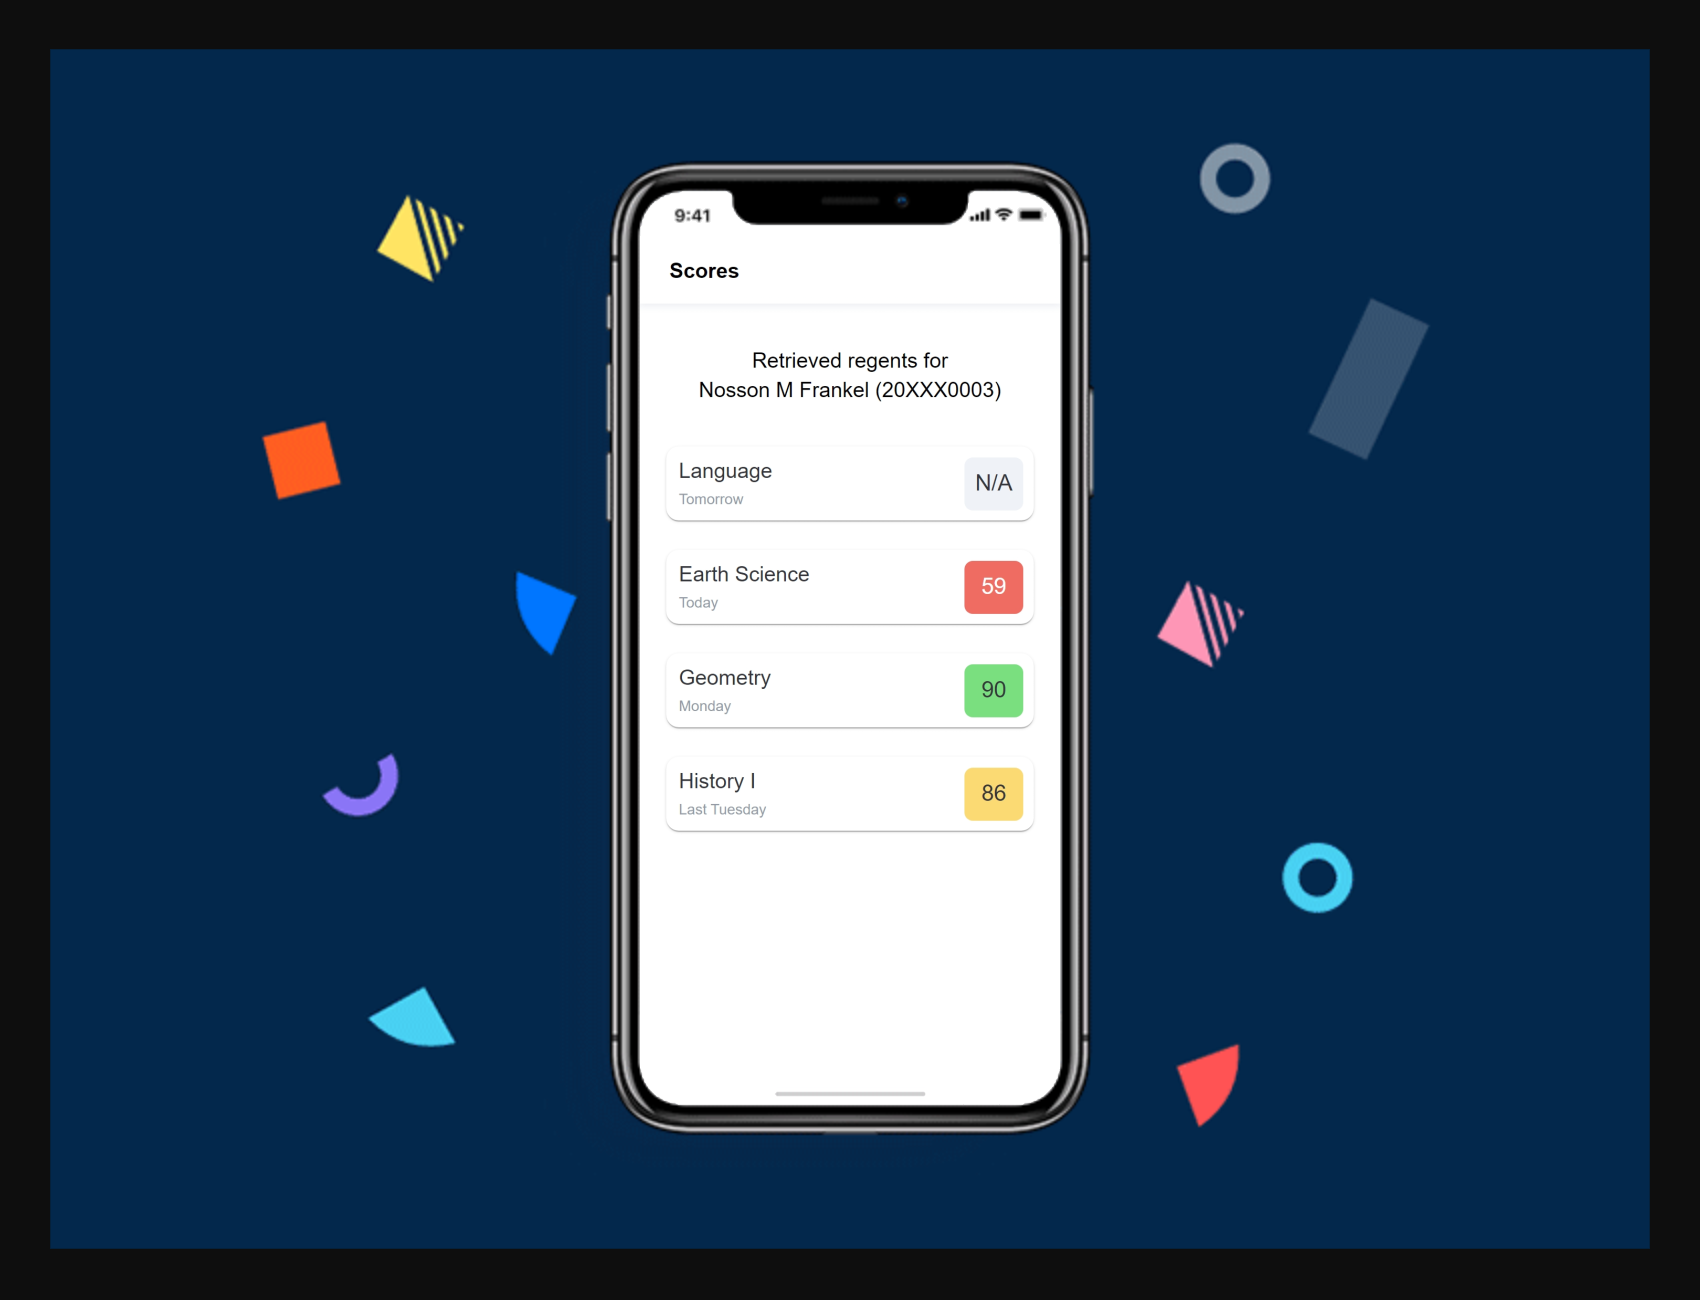 9:41
Scores
Retrieved regents for
Nosson M Frankel (20XXX0003)
Language
Tomorrow
N/A
Earth Science
Today
59
Geometry
Monday
90
History I
Last Tuesday
86